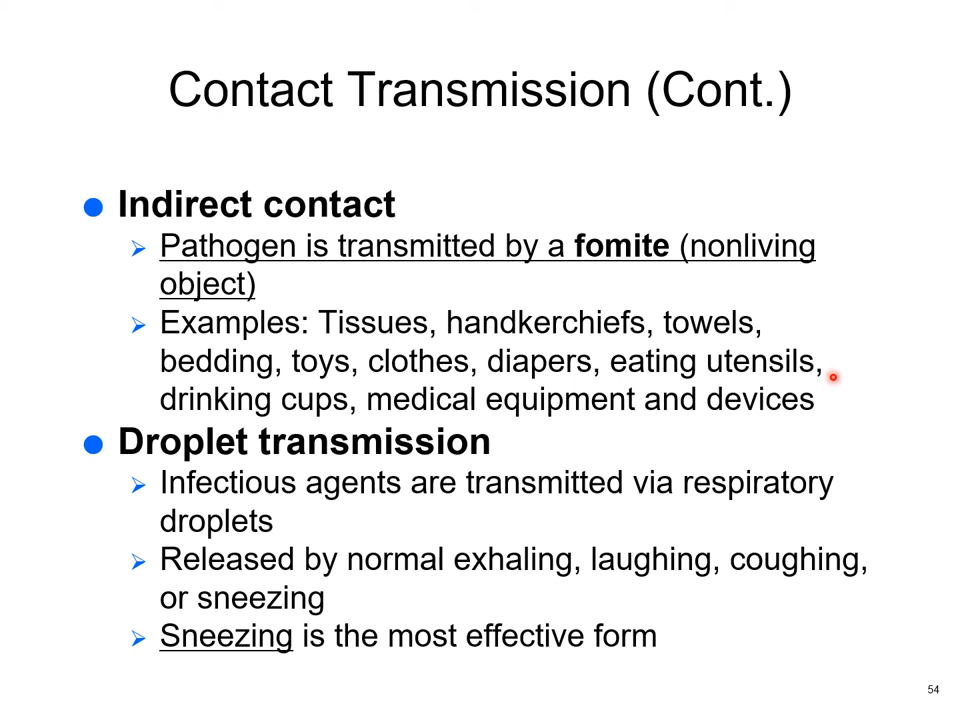 Contact Transmission (Cont.)
Indirect contact
Pathogen is transmitted by a fomite (nonliving
object)
Examples: Tissues, handkerchiefs, towels,
bedding, toys, clothes, diapers, eating utensils,
drinking cups, medical equipment and devices
Droplet transmission
Infectious agents are transmitted via respiratory
droplets
Released by normal exhaling, laughing, coughing,
or sneezing
Sneezing is the most effective form
54